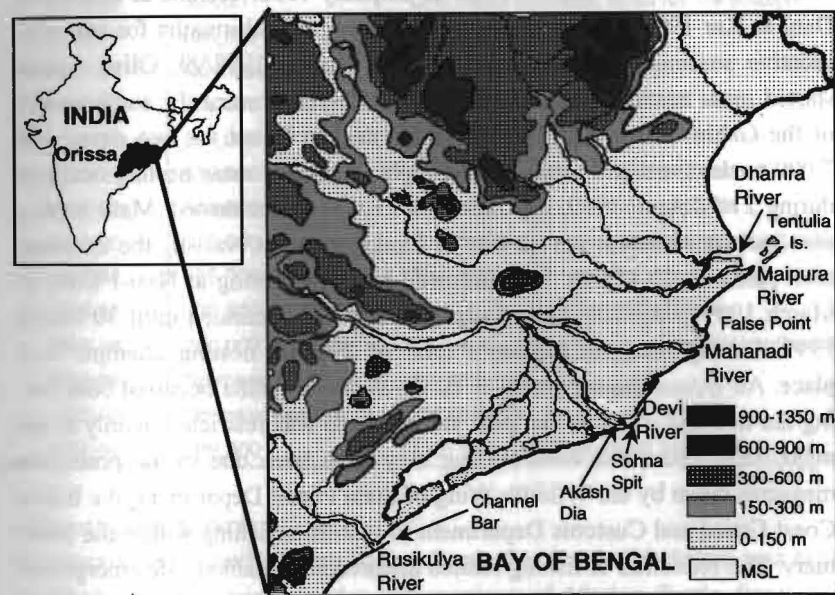 INDIA
Orissa
Dhamra
River
Tentulia
Is.
Maipura
River
False Point
Mahanadi
River
Devi
River
Sohna
Spit
Akash
Dia
Channel
Bar
Rusikulya
River
BAY OF BENGAL
900-1350 m
600-900 m
300-600 m
150-300 m
0-150 m
MSL